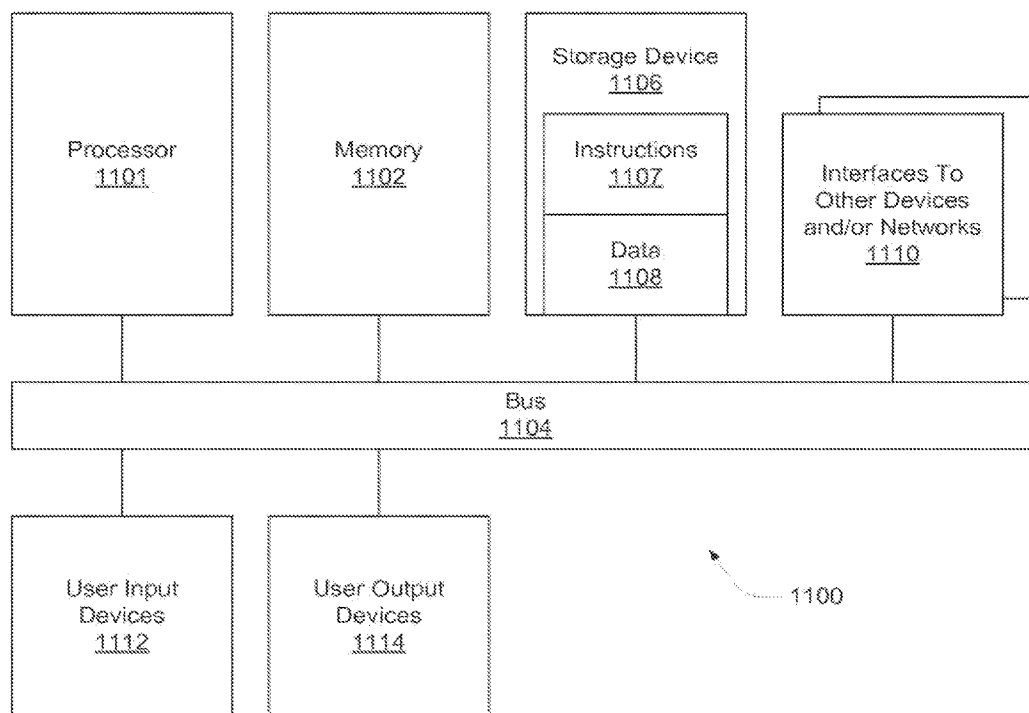 Processor
1101
Memory
1102
Storage Device
1106
Instructions
1107
Data
1108
Interfaces To
Other Devices
and/or Networks
1110
Bus
1104
User Input
Devices
1112
User Output
Devices
1114
1100